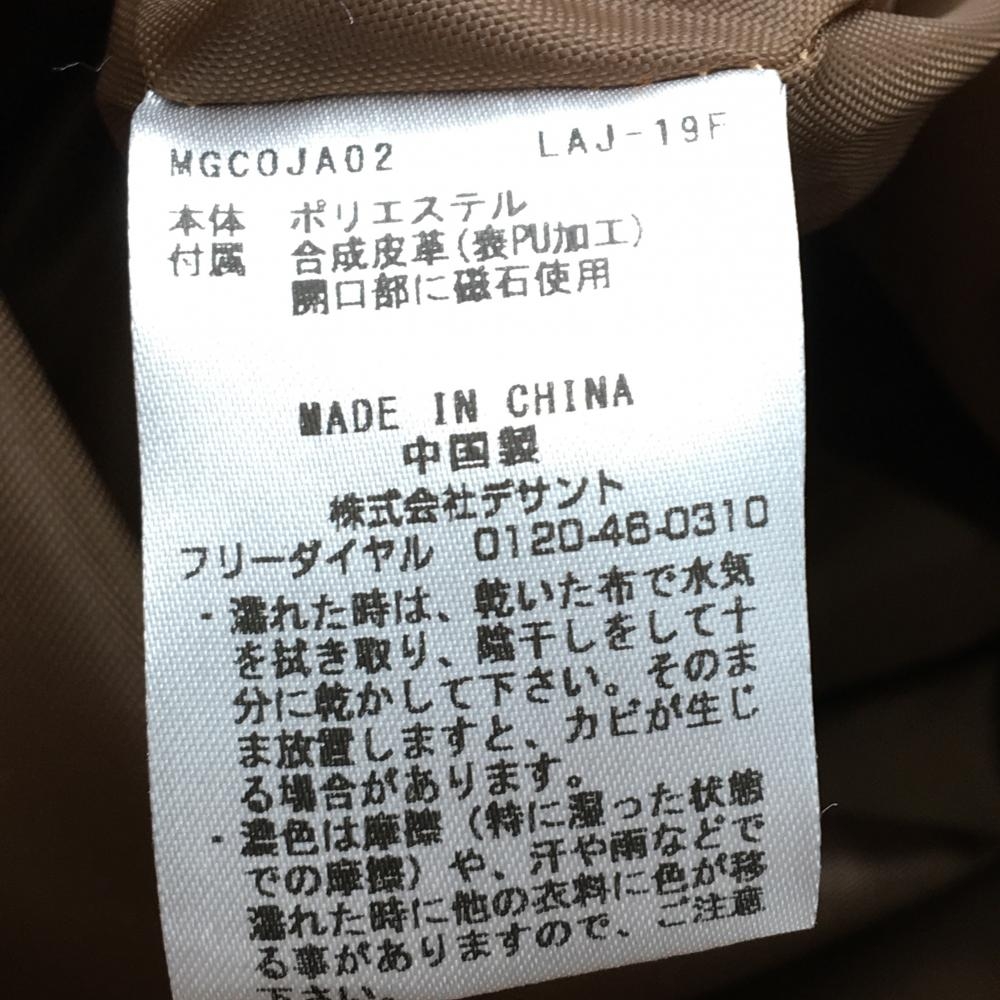 MGC0JA02 LAJ-19F
本体 ポリエステル
付属 合成皮革(表PU加工)
開口部に磁石使用
MADE IN CHINA
中国製
株式会社デサント
フリーダイヤル 0120-46-0310
・濡れた時は、乾いた布で水気
を拭き取り、陰干しをして十
分に乾かして下さい。そのま
ま放置しますと、カビが生じ
る場合があります。
・濃色は摩擦（特に湿った状態
での摩擦）や、汗や雨などで
濡れた時に他の衣料に色が移
る事がありますので、ご注意
下さい。